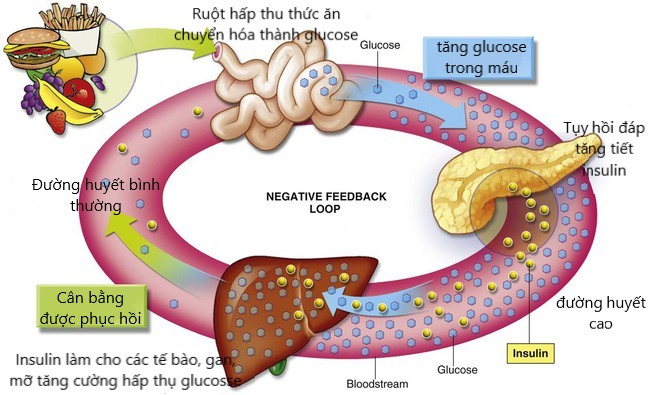 Ruột hấp thu thức ăn
chuyển hóa thành glucose
Glucose
tăng glucose
trong máu
Tụy hồi đáp
tăng tiết
insulin
Đường huyết bình
thường
NEGATIVE FEEDBACK
LOOP
Cân bằng
được phục hồi
đường huyết
cao
Insulin
Insulin làm cho các tế bào, gan,
mỡ tăng cường hấp thụ glucosse
Glucose
Bloodstream